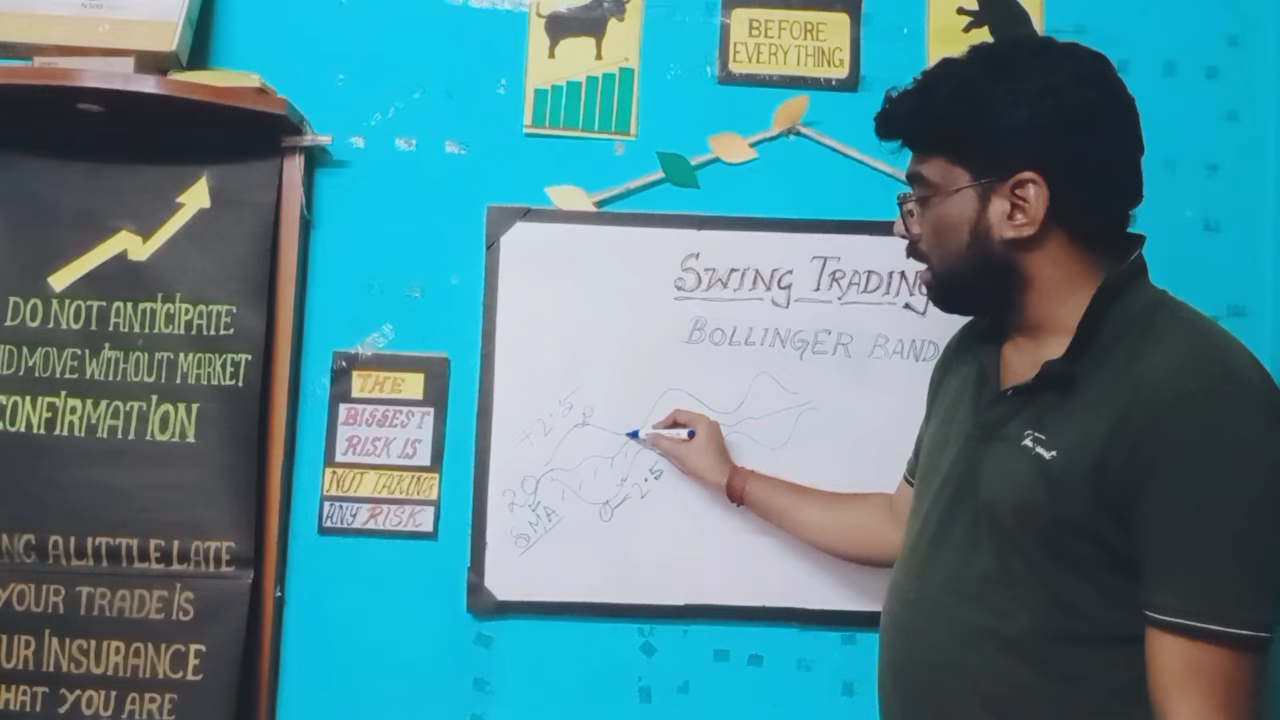 N500
BEFORE
EVERYTHING
DO NOT ANTICIPATE
ND MOVE WITHOUT MARKET
CONFIRMATION
NG A LITTLE LATE
YOUR TRADE IS
UR INSURANCE
HAT YOU ARE
THE
BIGGEST
RISK IS
NOT TAKING
ANY RISK
SWING TRADING
BOLLINGER BAND
+2.5
20
SMA
2.5